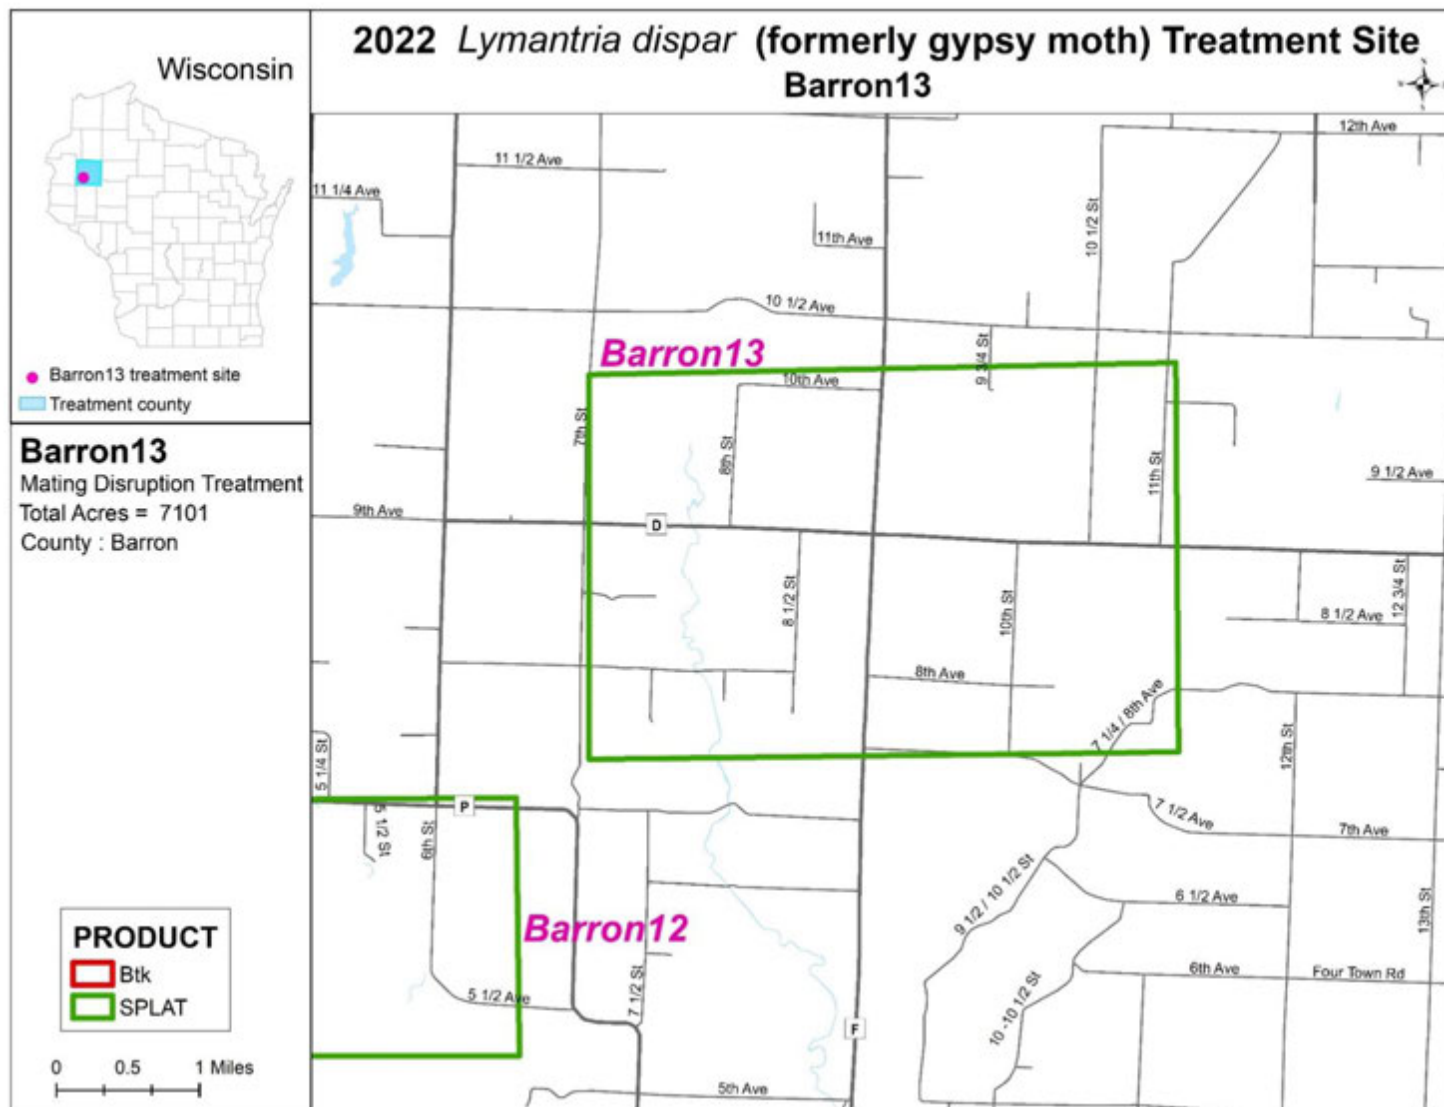 2022 Lymantria dispar (formerly gypsy moth) Treatment Site
Barron13
Wisconsin
Barron13 treatment site
Treatment county
Barron13
Mating Disruption Treatment
Total Acres = 7101
County : Barron
PRODUCT
Btk
SPLAT
0 0.5 1 Miles
12th Ave
11 1/2 Ave
11 1/4 Ave
10 1/2 St
11th Ave
10 1/2 Ave
Barron13
9 3/4 St
10th Ave
7th St
8th St
11th St
9 1/2 Ave
9th Ave
D
8 1/2 St
10th St
12 3/4 St
8 1/2 Ave
8th Ave
7 1/4 / 8th Ave
12th St
5 1/4 St
P
5 1/2 St
6th St
7 1/2 Ave
7th Ave
9 1/2 / 10 1/2 St
6 1/2 Ave
13th St
Barron12
6th Ave
Four Town Rd
7 1/2 St
5 1/2 Ave
10 -10 1/2 St
F
5th Ave